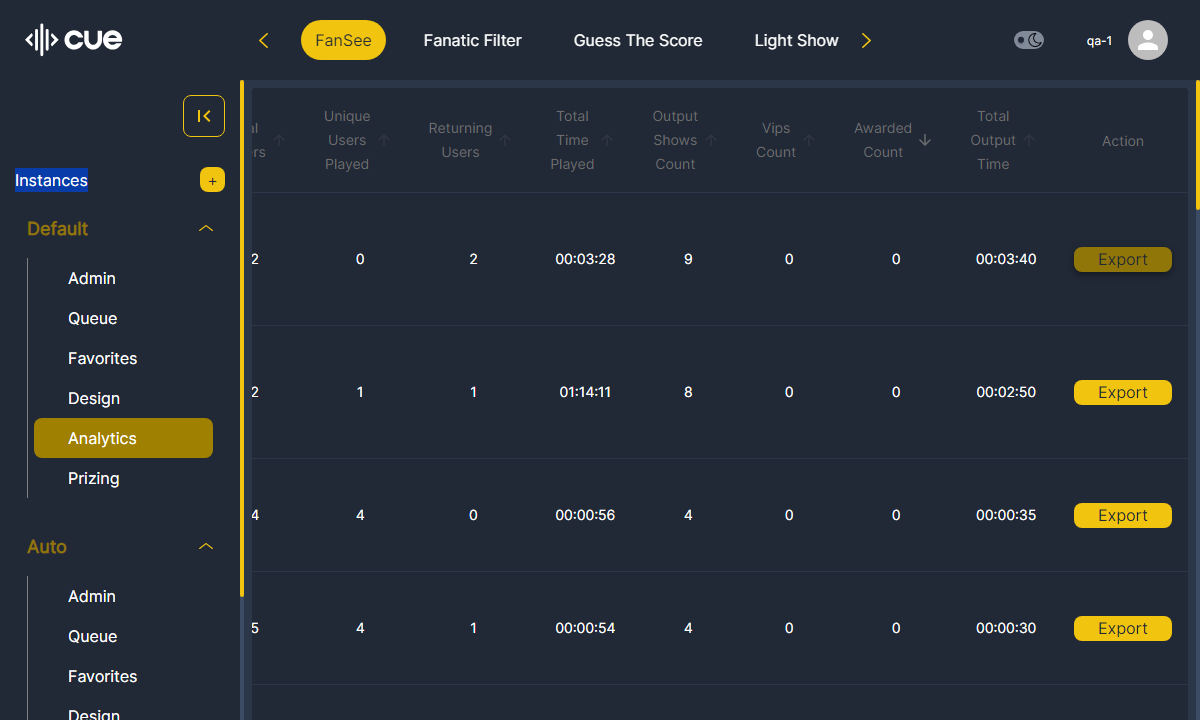 cue
FanSee
Fanatic Filter
Guess The Score
Light Show
qa-1
Instances
+
Default
Admin
Queue
Favorites
Design
Analytics
Prizing
Auto
Admin
Queue
Favorites
Design
Unique
Users
Played
Returning
Users
Total
Time
Played
Output
Shows
Count
Vips
Count
Awarded
Count
Total
Output
Time
Action
2 0 2 00:03:28 9 0 0 00:03:40 Export
2 1 1 01:14:11 8 0 0 00:02:50 Export
4 4 0 00:00:56 4 0 0 00:00:35 Export
5 4 1 00:00:54 4 0 0 00:00:30 Export